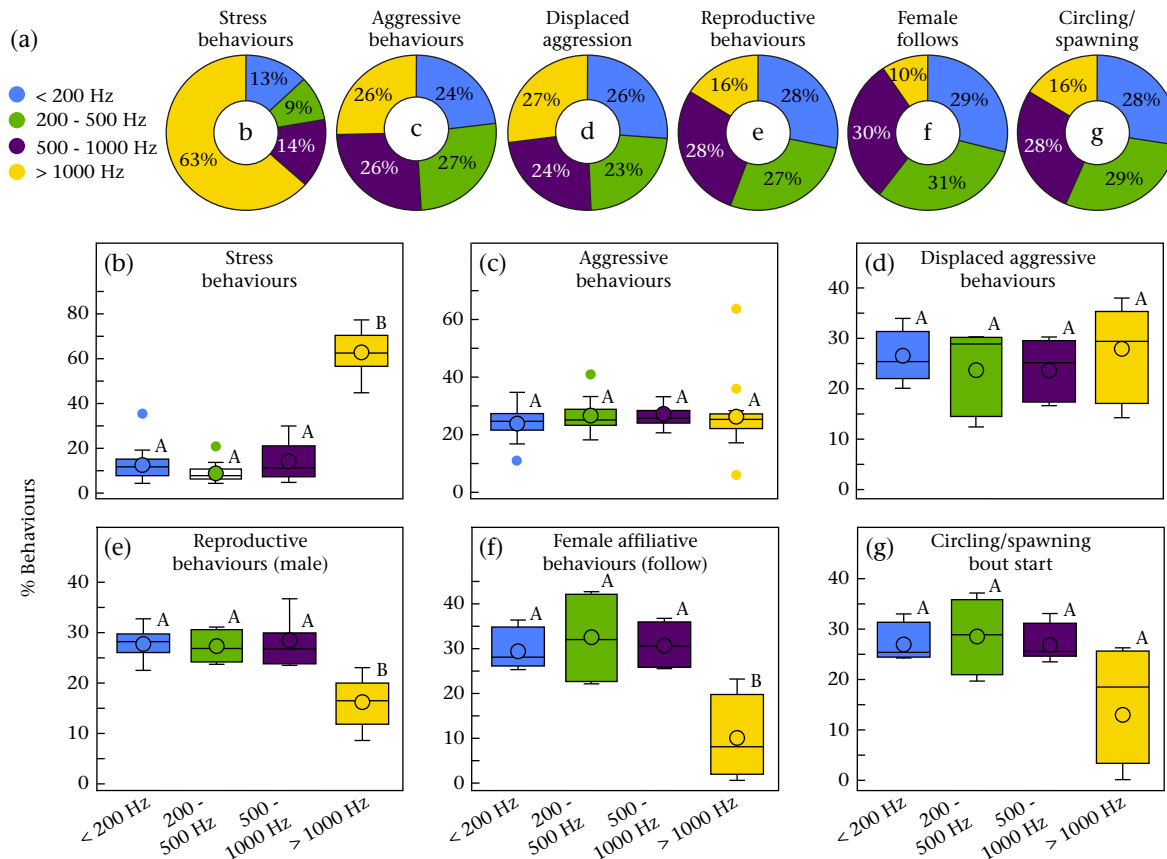 (a)
Stress
behaviours
Aggressive
behaviours
Displaced
aggression
Reproductive
behaviours
Female
follows
Circling/
spawning
< 200 Hz
200 - 500 Hz
500 - 1000 Hz
> 1000 Hz
13%
9%
14%
63%
b
24%
27%
26%
26%
c
26%
23%
24%
27%
d
28%
27%
28%
16%
e
29%
31%
30%
10%
f
28%
29%
28%
16%
g
% Behaviours
(b)
Stress
behaviours
80
60
40
20
0
A
A
A
B
(c)
Aggressive
behaviours
60
40
20
0
A
A
A
A
(d)
Displaced aggressive
behaviours
40
30
20
10
0
A
A
A
A
(e)
Reproductive
behaviours (male)
40
30
20
10
0
A
A
A
B
< 200 Hz
200 -
500 Hz
500 -
1000 Hz
> 1000 Hz
(f)
Female affiliative
behaviours (follow)
40
30
20
10
0
A
A
A
B
< 200 Hz
200 -
500 Hz
500 -
1000 Hz
> 1000 Hz
(g)
Circling/spawning
bout start
40
30
20
10
0
A
A
A
A
< 200 Hz
200 -
500 Hz
500 -
1000 Hz
> 1000 Hz